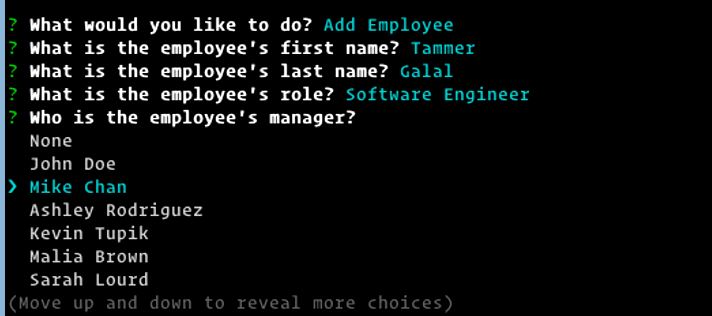 ? What would you like to do? Add Employee
? What is the employee's first name? Tammer
? What is the employee's last name? Galal
? What is the employee's role? Software Engineer
? Who is the employee's manager?
None
John Doe
❯ Mike Chan
Ashley Rodriguez
Kevin Tupik
Malia Brown
Sarah Lourd
(Move up and down to reveal more choices)